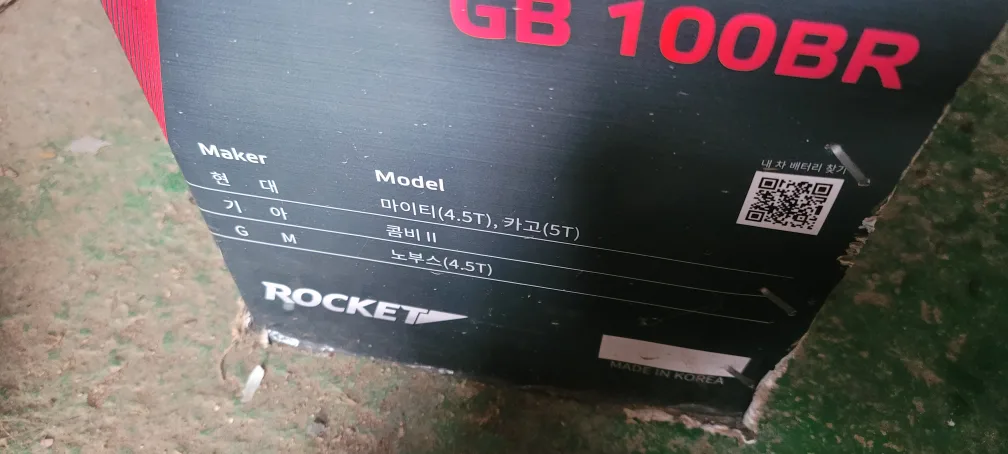 GB 100BR
내 차 배터리 찾기
Maker Model
현 대 마이티(4.5T), 카고(5T)
기 아 콤비 II
G M 노부스(4.5T)
ROCKET
MADE IN KOREA